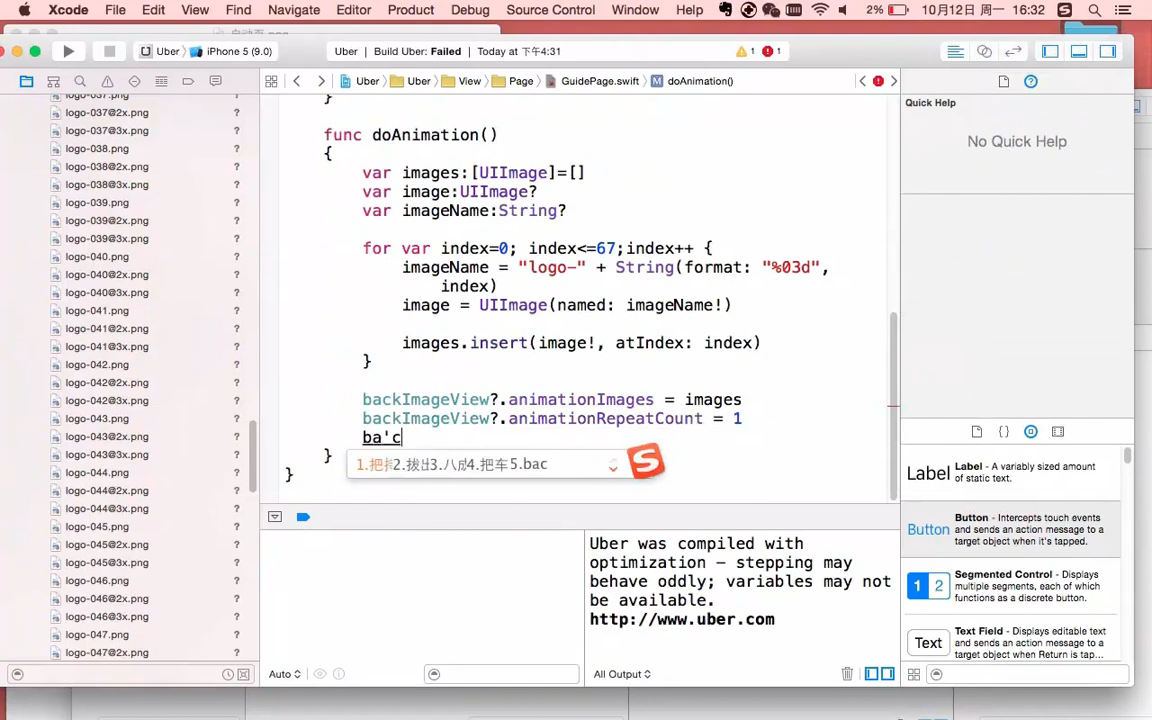 Xcode File Edit View Find Navigate Editor Product Debug Source Control Window Help 2% 10月12日 周一 16:32
Uber iPhone 5 (9.0) Uber Build Uber: Failed Today at 下午4:31 1 1
Uber Uber View Page GuidePage.swift M doAnimation()
logo-037.png
logo-037@2x.png ?
logo-037@3x.png ?
logo-038.png ?
logo-038@2x.png ?
logo-038@3x.png ?
logo-039.png ?
logo-039@2x.png ?
logo-039@3x.png ?
logo-040.png ?
logo-040@2x.png ?
logo-040@3x.png ?
logo-041.png ?
logo-041@2x.png ?
logo-041@3x.png ?
logo-042.png ?
logo-042@2x.png ?
logo-042@3x.png ?
logo-043.png ?
logo-043@2x.png ?
logo-043@3x.png ?
logo-044.png ?
logo-044@2x.png ?
logo-044@3x.png ?
logo-045.png ?
logo-045@2x.png ?
logo-045@3x.png ?
logo-046.png ?
logo-046@2x.png ?
logo-046@3x.png ?
logo-047.png ?
logo-047@2x.png ?
}
func doAnimation()
{
var images:[UIImage]=[]
var image:UIImage?
var imageName:String?
for var index=0; index<=67;index++ {
imageName = "logo-" + String(format: "%03d",
index)
image = UIImage(named: imageName!)
images.insert(image!, atIndex: index)
}
backImageView?.animationImages = images
backImageView?.animationRepeatCount = 1
ba'c
1.把 2.拔 3.八 4.把车 5.bac
}
}
Uber was compiled with
optimization - stepping may
behave oddly; variables may not
be available.
http://www.uber.com
Auto
All Output
Quick Help
No Quick Help
Label
Label - A variably sized amount
of static text.
Button
Button - Intercepts touch events
and sends an action message to a
target object when it's tapped.
1 2
Segmented Control - Displays
multiple segments, each of which
functions as a discrete button.
Text
Text Field - Displays editable text
and sends an action message to a
target object when Return is tap...